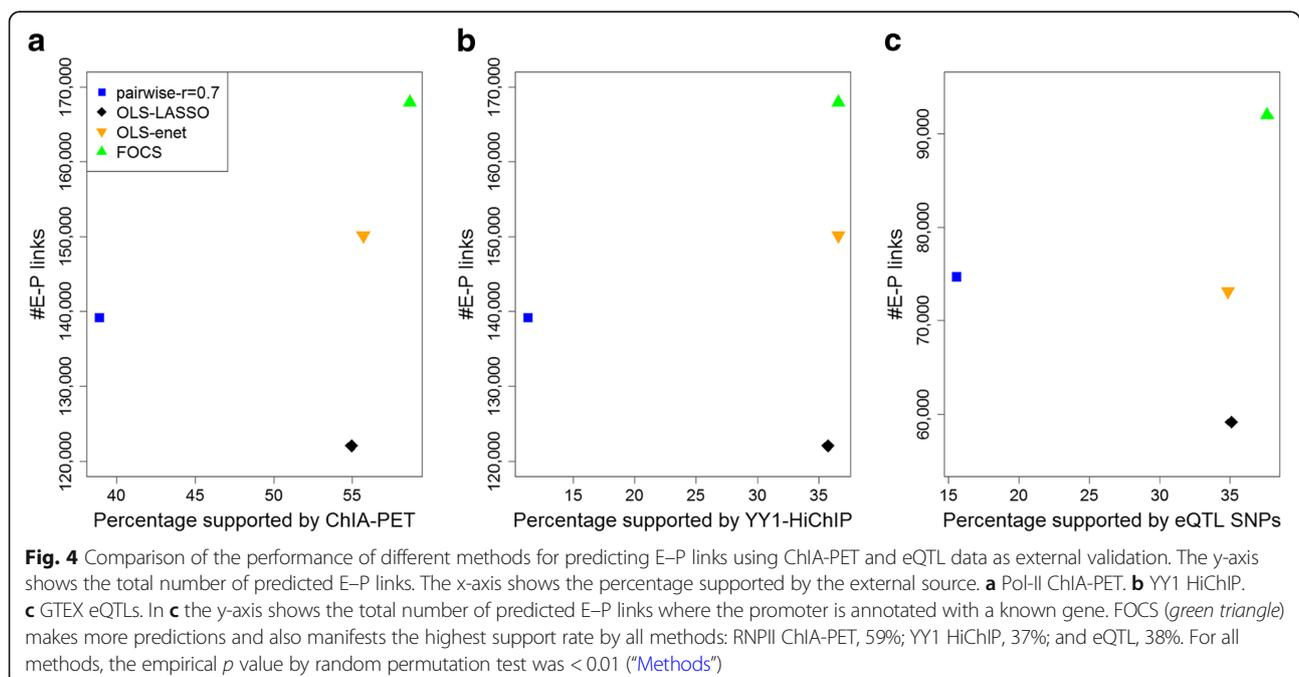 a
#E-P links
170,000
160,000
150,000
140,000
130,000
120,000
pairwise-r=0.7
OLS-LASSO
OLS-enet
FOCS
40 45 50 55
Percentage supported by ChIA-PET
b
#E-P links
170,000
160,000
150,000
140,000
130,000
120,000
15 20 25 30 35
Percentage supported by YY1-HiChIP
c
#E-P links
90,000
80,000
70,000
60,000
15 20 25 30 35
Percentage supported by eQTL SNPs
Fig. 4 Comparison of the performance of different methods for predicting E–P links using ChIA-PET and eQTL data as external validation. The y-axis
shows the total number of predicted E–P links. The x-axis shows the percentage supported by the external source. a Pol-II ChIA-PET. b YY1 HiChIP.
c GTEX eQTLs. In c the y-axis shows the total number of predicted E–P links where the promoter is annotated with a known gene. FOCS (green triangle)
makes more predictions and also manifests the highest support rate by all methods: RNPII ChIA-PET, 59%; YY1 HiChIP, 37%; and eQTL, 38%. For all
methods, the empirical p value by random permutation test was < 0.01 (“Methods”)